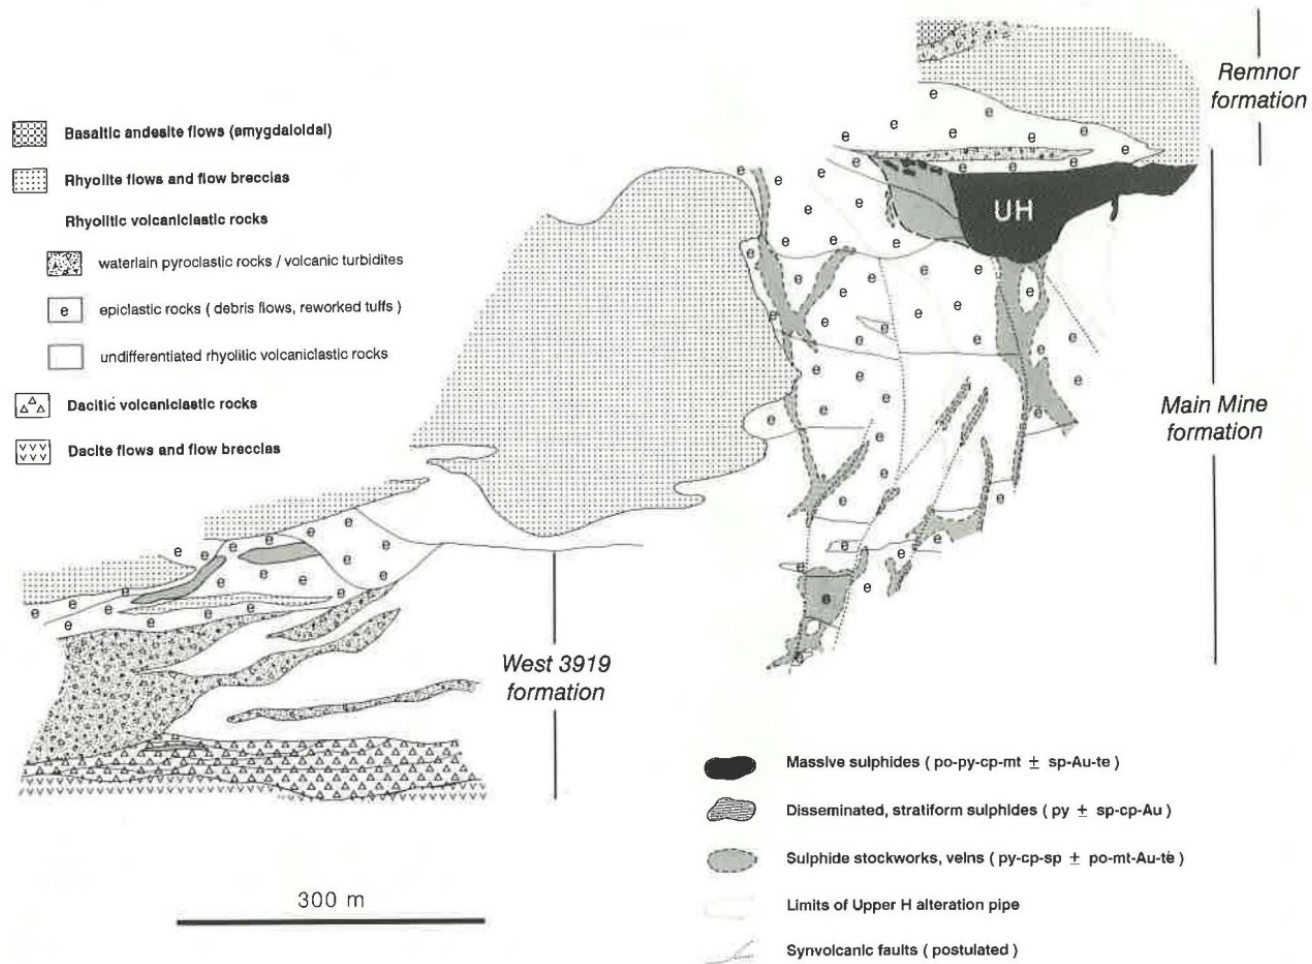 Remnor
formation
Basaltic andesite flows (amygdaloidal)
Rhyolite flows and flow breccias
Rhyolitic volcaniclastic rocks
waterlain pyroclastic rocks / volcanic turbidites
e epiclastic rocks ( debris flows, reworked tuffs )
undifferentiated rhyolitic volcaniclastic rocks
Dacitic volcaniclastic rocks
Dacite flows and flow breccias
UH
Main Mine
formation
West 3919
formation
Massive sulphides ( po-py-cp-mt ± sp-Au-te )
Disseminated, stratiform sulphides ( py ± sp-cp-Au )
Sulphide stockworks, veins ( py-cp-sp ± po-mt-Au-te )
Limits of Upper H alteration pipe
Synvolcanic faults ( postulated )
300 m